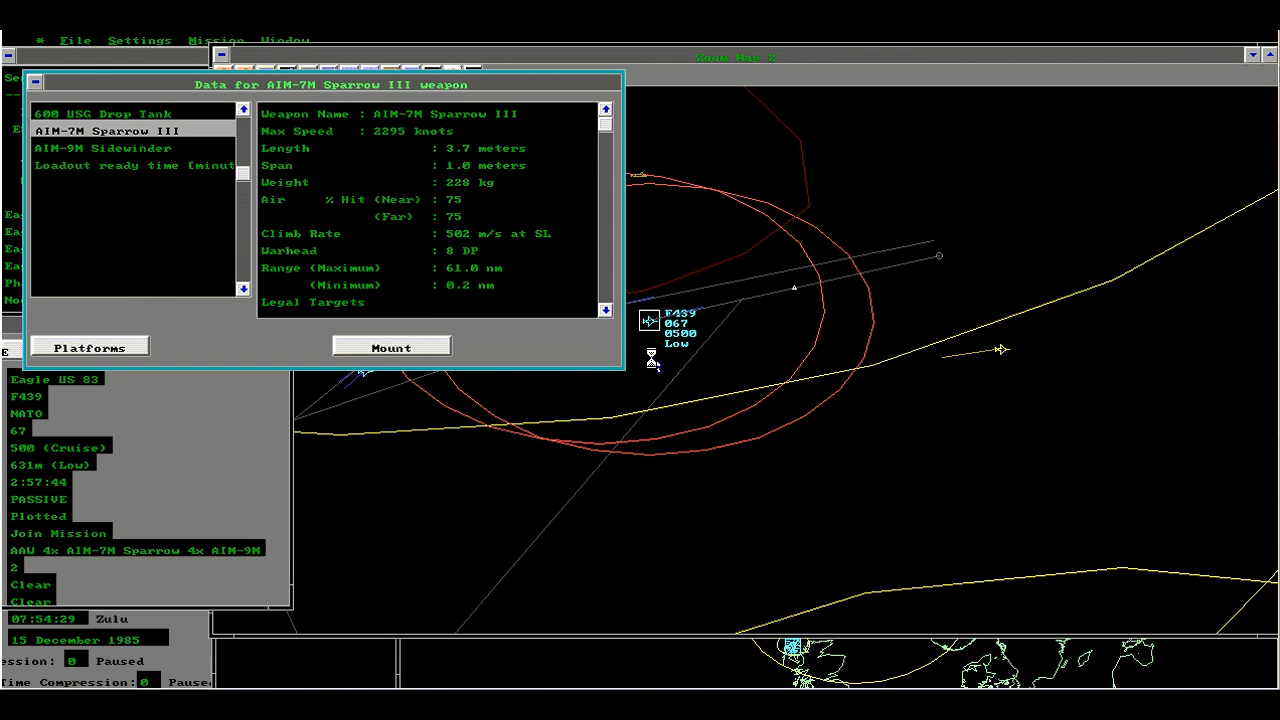 * File Settings Mission Window
Zoom Map 2
Data for AIM-7M Sparrow III weapon
600 USG Drop Tank
AIM-7M Sparrow III
AIM-9M Sidewinder
Loadout ready time [minut
Weapon Name : AIM-7M Sparrow III
Max Speed : 2295 knots
Length : 3.7 meters
Span : 1.0 meters
Weight : 228 kg
Air % Hit (Near) : 75
(Far) : 75
Climb Rate : 502 m/s at SL
Warhead : 8 DP
Range (Maximum) : 61.0 nm
(Minimum) : 0.2 nm
Legal Targets
Platforms
Mount
F439
067
0500
Low
Eagle US 83
F439
NATO
67
500 (Cruise)
631m (Low)
2:57:44
PASSIVE
Plotted
Join Mission
AAW 4x AIM-7M Sparrow 4x AIM-9M
2
Clear
Clear
07:54:29 Zulu
15 December 1985
ession: 0 Paused
Time Compression: 0 Pause